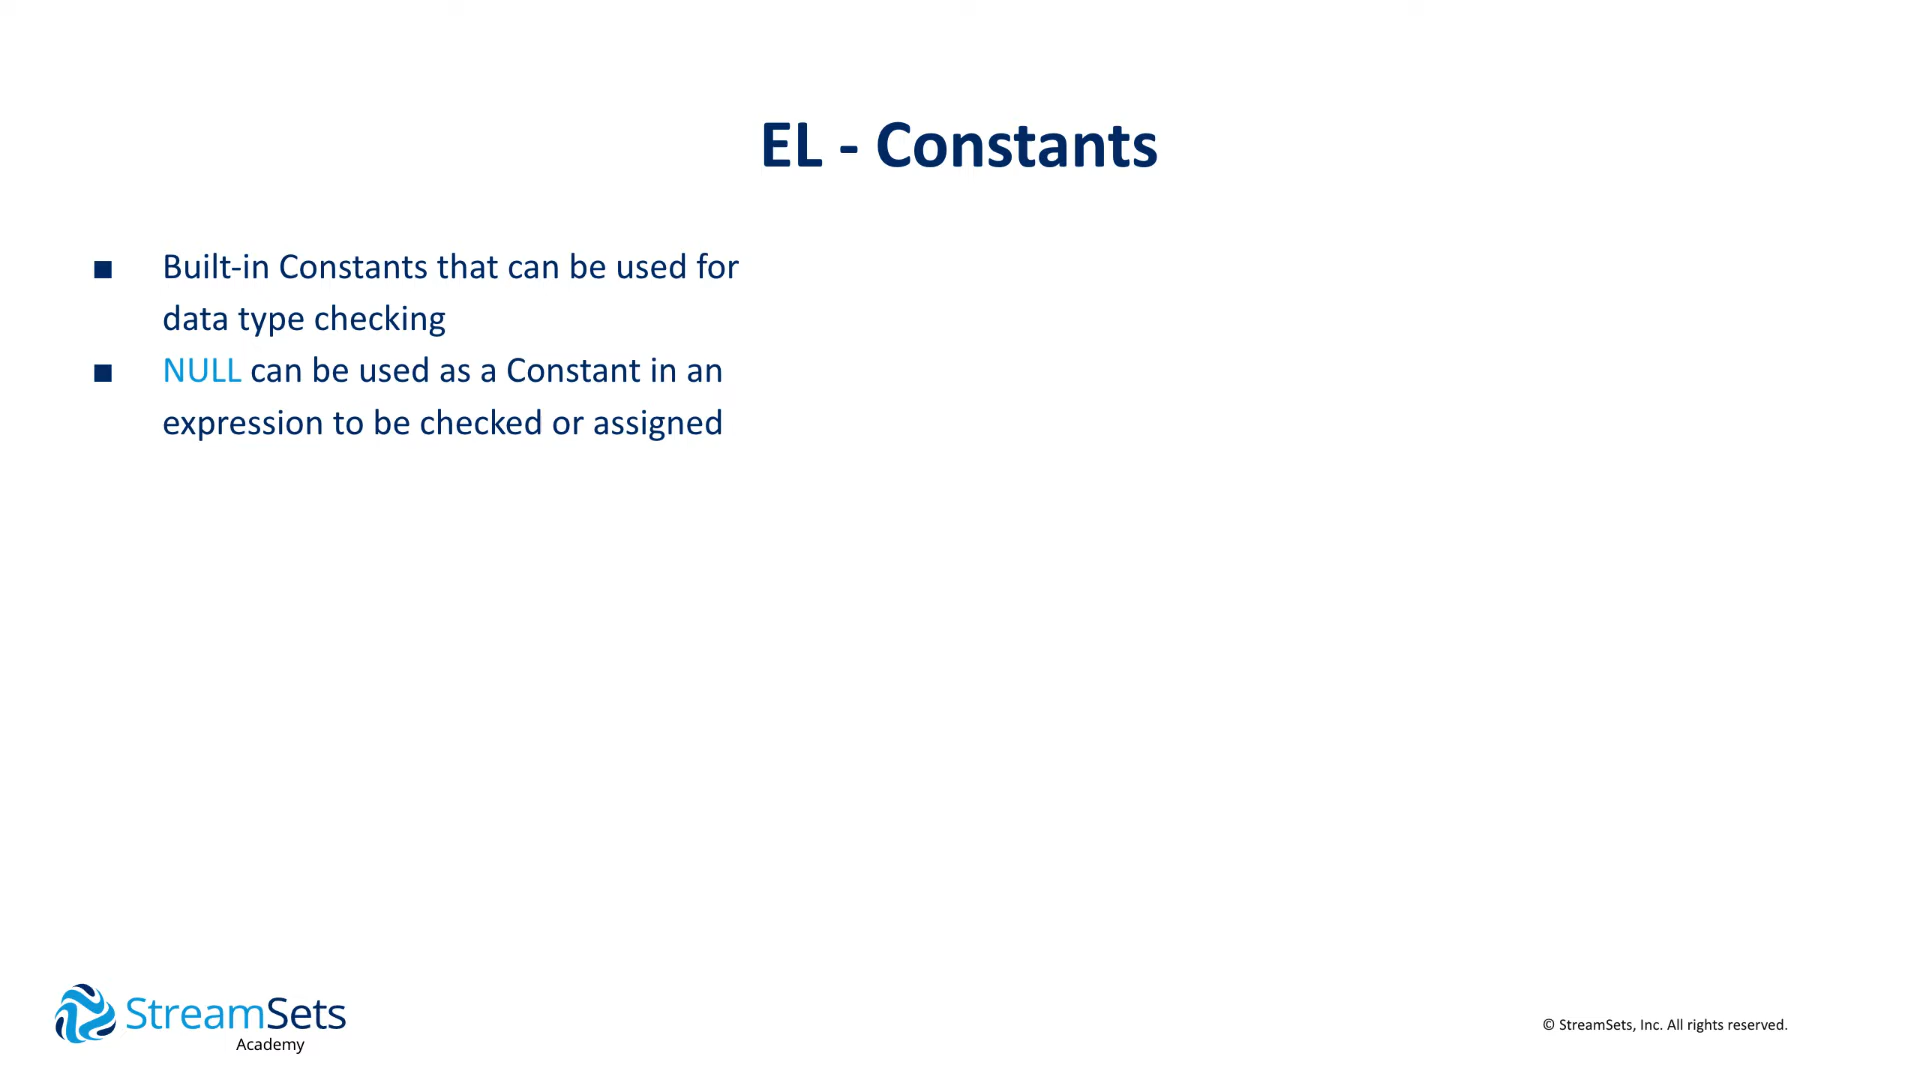 EL - Constants
■ Built-in Constants that can be used for
data type checking
■ NULL can be used as a Constant in an
expression to be checked or assigned
StreamSets
Academy
© StreamSets, Inc. All rights reserved.